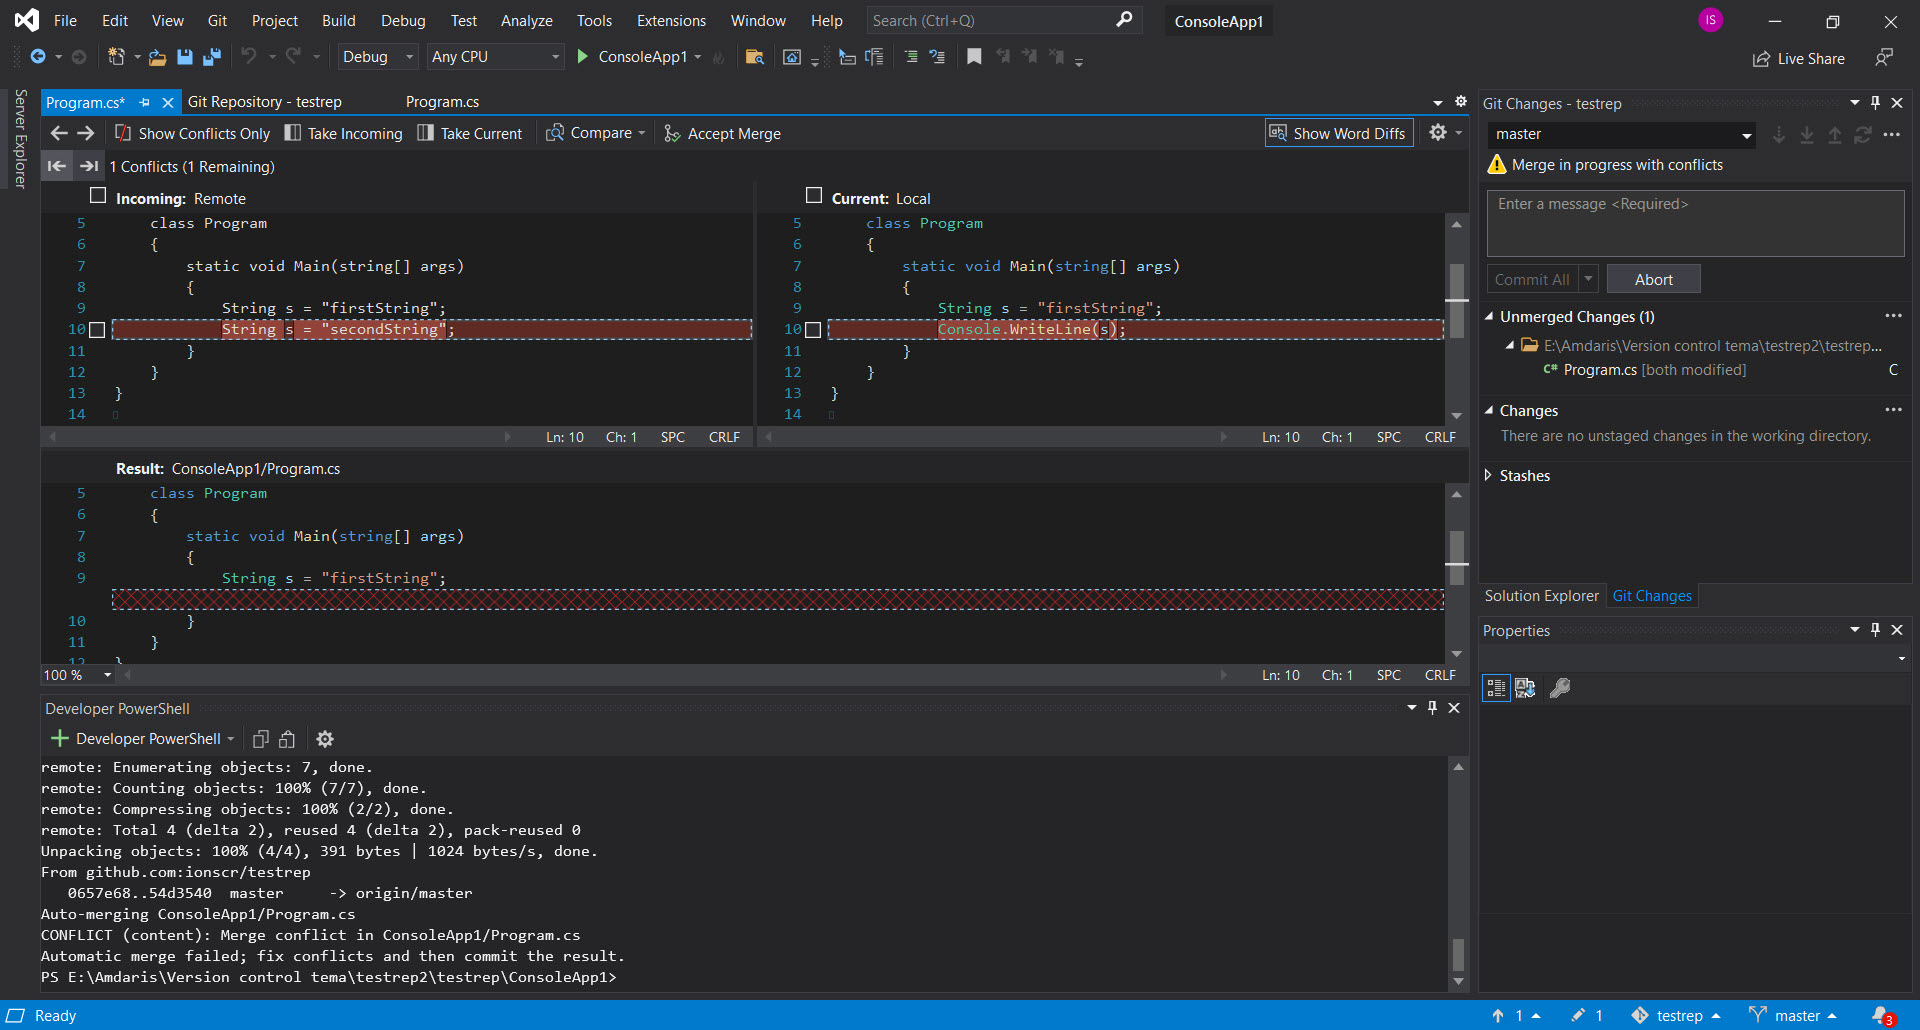 File Edit View Git Project Build Debug Test Analyze Tools Extensions Window Help Search (Ctrl+Q) ConsoleApp1 IS
Debug Any CPU ConsoleApp1 Live Share
Server Explorer
Program.cs* Git Repository - testrep Program.cs
Show Conflicts Only Take Incoming Take Current Compare Accept Merge Show Word Diffs
1 Conflicts (1 Remaining)
Incoming: Remote
5 class Program
6 {
7 static void Main(string[] args)
8 {
9 String s = "firstString";
10 String s = "secondString";
11 }
12 }
13 }
14
Ln: 10 Ch: 1 SPC CRLF
Current: Local
5 class Program
6 {
7 static void Main(string[] args)
8 {
9 String s = "firstString";
10 Console.WriteLine(s);
11 }
12 }
13 }
14
Ln: 10 Ch: 1 SPC CRLF
Result: ConsoleApp1/Program.cs
5 class Program
6 {
7 static void Main(string[] args)
8 {
9 String s = "firstString";
10 }
11 }
12 }
100 % Ln: 10 Ch: 1 SPC CRLF
Developer PowerShell
Developer PowerShell
remote: Enumerating objects: 7, done.
remote: Counting objects: 100% (7/7), done.
remote: Compressing objects: 100% (2/2), done.
remote: Total 4 (delta 2), reused 4 (delta 2), pack-reused 0
Unpacking objects: 100% (4/4), 391 bytes | 1024 bytes/s, done.
From github.com:ionscr/testrep
0657e68..54d3540 master -> origin/master
Auto-merging ConsoleApp1/Program.cs
CONFLICT (content): Merge conflict in ConsoleApp1/Program.cs
Automatic merge failed; fix conflicts and then commit the result.
PS E:\Amdaris\Version control tema\testrep2\testrep\ConsoleApp1>
Git Changes - testrep
master
Merge in progress with conflicts
Enter a message <Required>
Commit All Abort
Unmerged Changes (1)
E:\Amdaris\Version control tema\testrep2\testrep...
C# Program.cs [both modified] C
Changes
There are no unstaged changes in the working directory.
Stashes
Solution Explorer Git Changes
Properties
Ready 1 1 testrep master 3